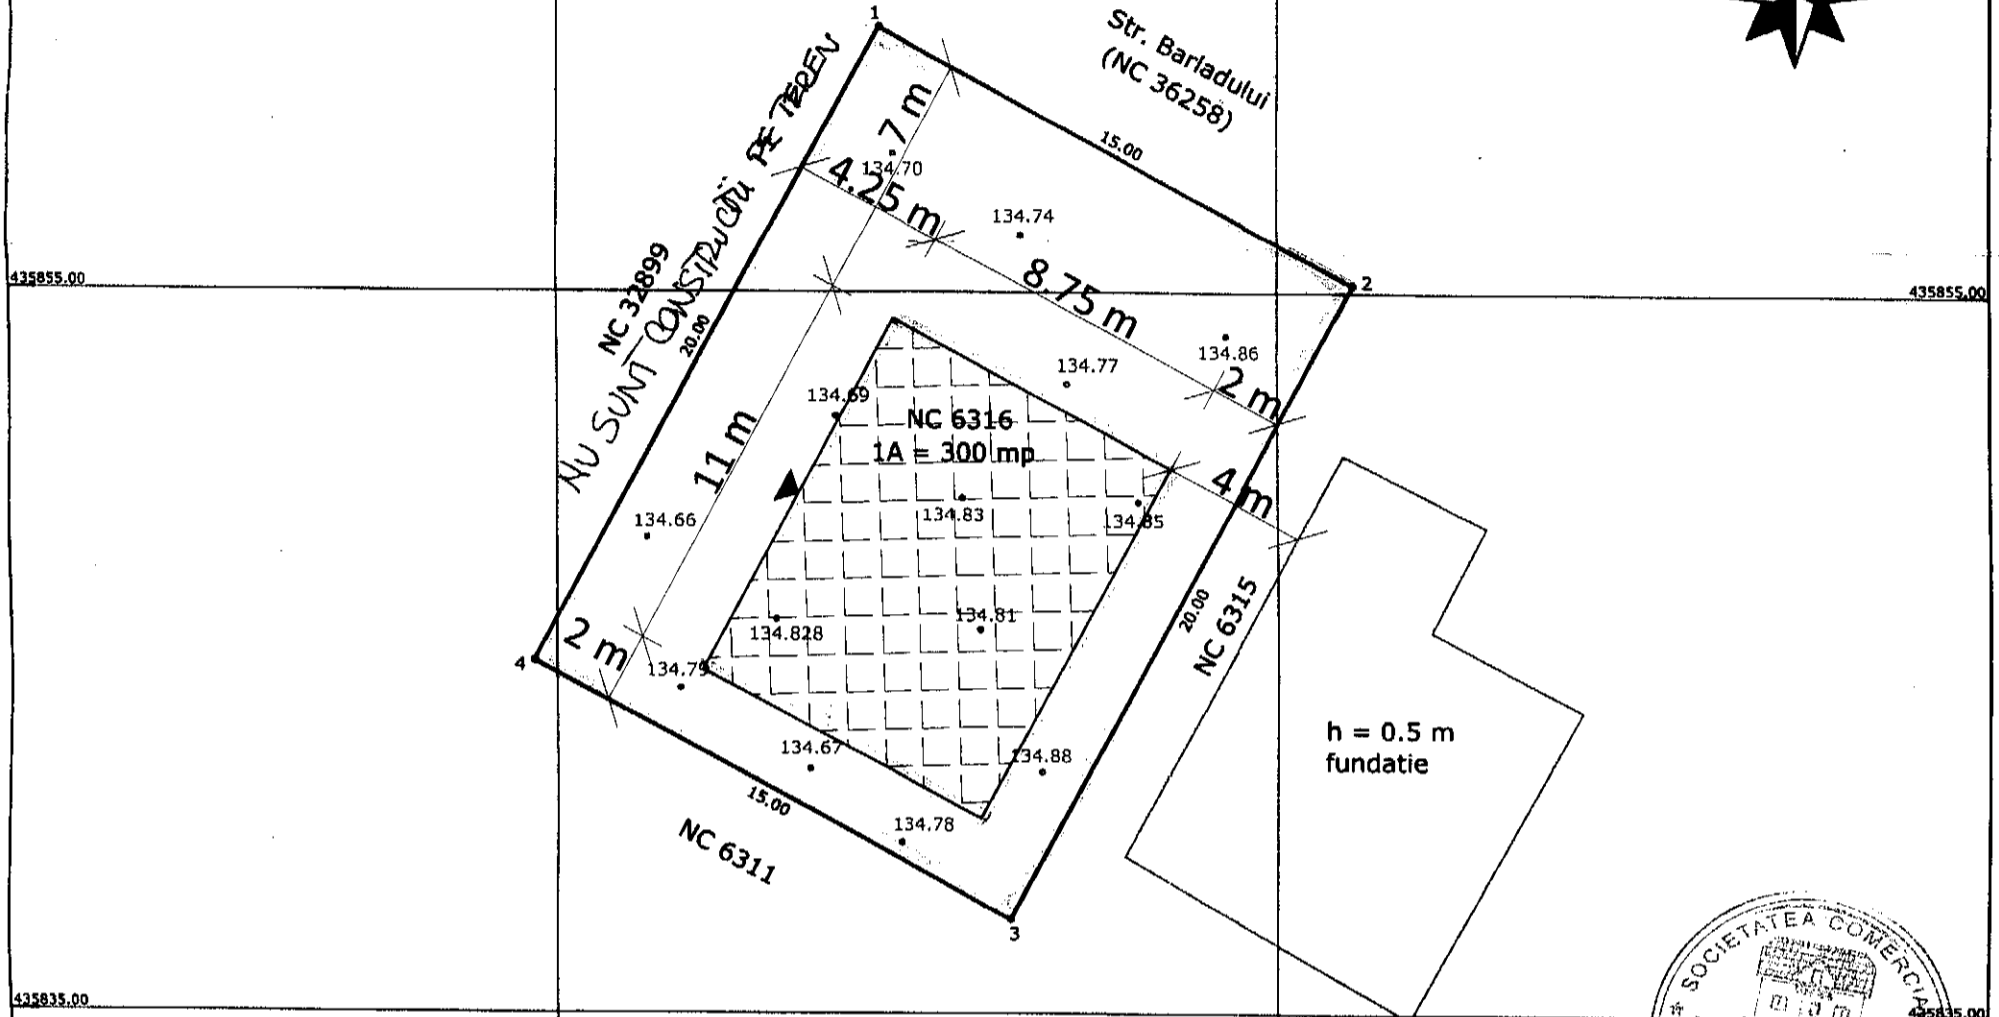 1
Str. Barladului
(NC 36258)
15.00
7 m
134.70
4.25 m
134.74
8.75 m
134.86
2 m
2
435855.00
435855.00
NC 32899
NU SUNT CONSTRUCȚII PE TEREN
20.00
134.77
134.69
NC 6316
1A = 300 mp
11 m
4 m
134.83
134.85
134.66
134.81
134.828
2 m
4
134.79
20.00
NC 6315
134.67
134.88
h = 0.5 m
fundatie
15.00
134.78
NC 6311
3
SOCIETATEA COMERCIA
435835.00
435835.00